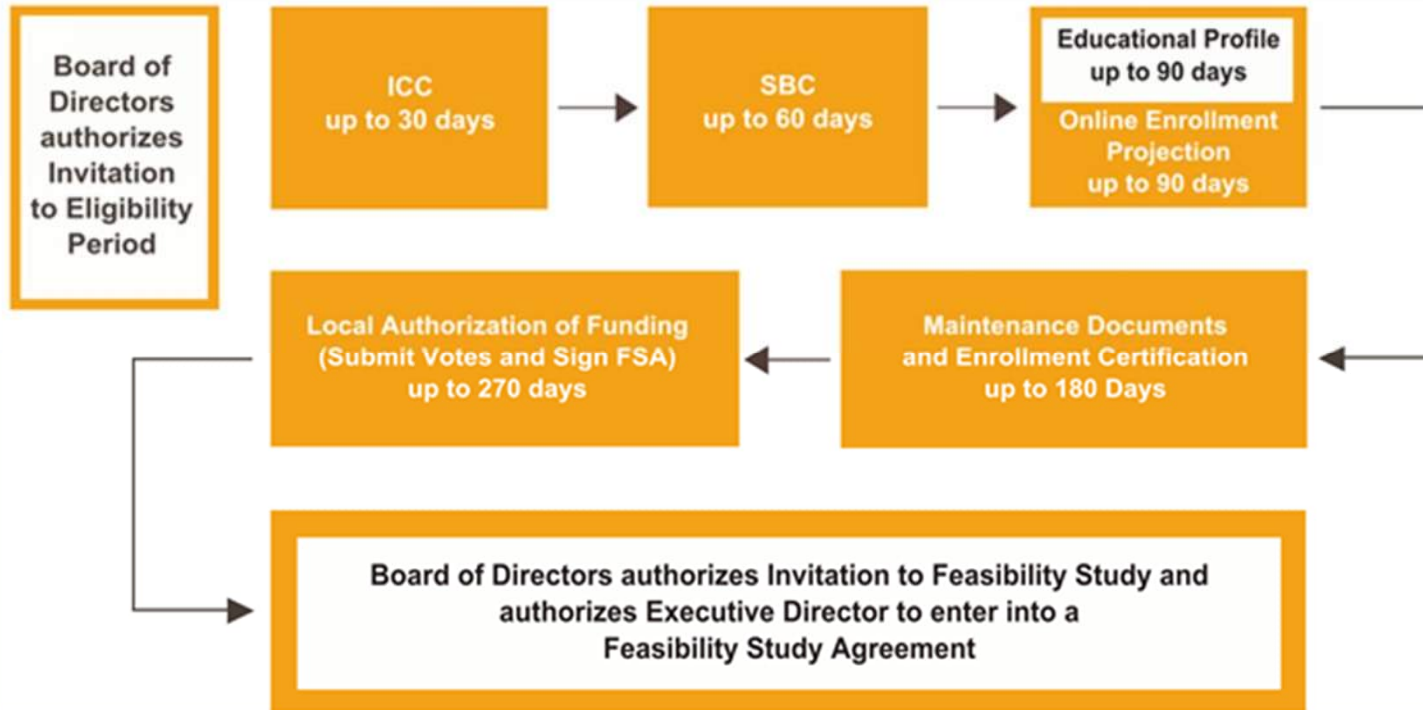 Board of
Directors
authorizes
Invitation
to Eligibility
Period
ICC
up to 30 days
SBC
up to 60 days
Educational Profile
up to 90 days
Online Enrollment
Projection
up to 90 days
Local Authorization of Funding
(Submit Votes and Sign FSA)
up to 270 days
Maintenance Documents
and Enrollment Certification
up to 180 Days
Board of Directors authorizes Invitation to Feasibility Study and
authorizes Executive Director to enter into a
Feasibility Study Agreement